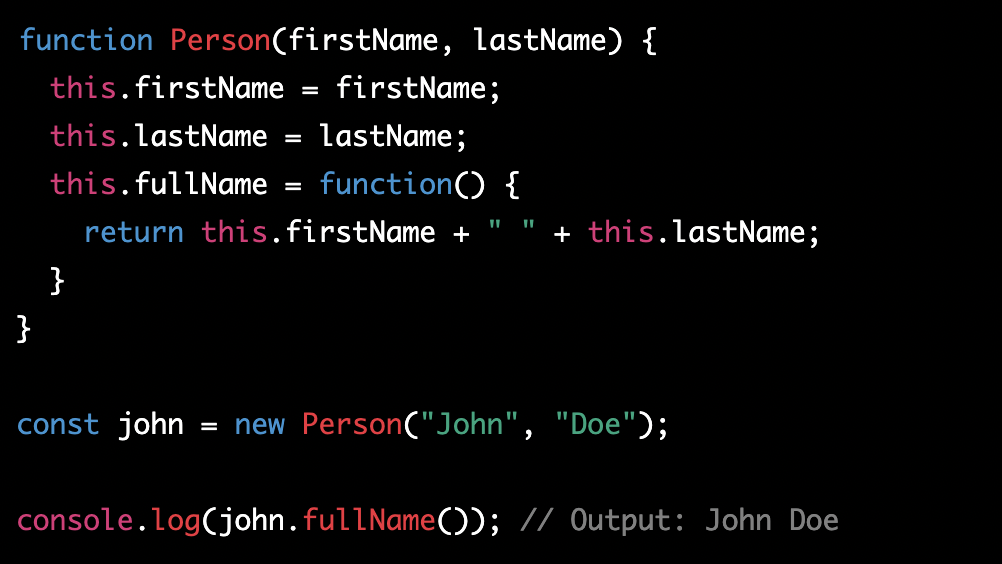 function Person(firstName, lastName) {
  this.firstName = firstName;
  this.lastName = lastName;
  this.fullName = function() {
    return this.firstName + " " + this.lastName;
  }
}

const john = new Person("John", "Doe");

console.log(john.fullName()); // Output: John Doe